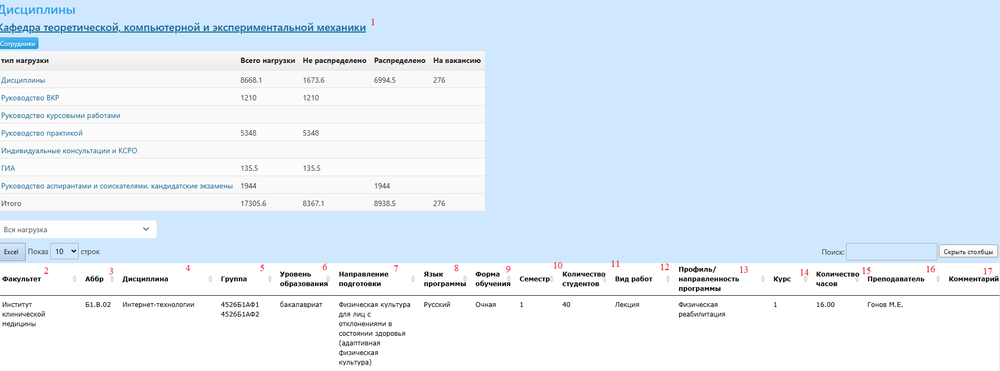 Дисциплины
Кафедра теоретической, компьютерной и экспериментальной механики 1
Сотрудники
тип нагрузки Всего нагрузки Не распределено Распределено На вакансию
Дисциплины 8668.1 1673.6 6994.5 276
Руководство ВКР 1210 1210
Руководство курсовыми работами
Руководство практикой 5348 5348
Индивидуальные консультации и КСРО
ГИА 135.5 135.5
Руководство аспирантами и соискателями, кандидатские экзамены 1944 1944
Итого 17305.6 8367.1 8938.5 276
Вся нагрузка
Excel Показ 10 строк Поиск: Скрыть столбцы
2 3 4 5 6 7 8 9 10 11 12 13 14 15 16 17
Факультет Аббр Дисциплина Группа Уровень образования Направление подготовки Язык программы Форма обучения Семестр Количество студентов Вид работ Профиль/направленность программы Курс Количество часов Преподаватель Комментарий
Институт Б1.В.02 Интернет-технологии 4526Б1АФ1 бакалавриат Физическая культура Русский Очная 1 40 Лекция Физическая 1 16.00 Гонов М.Е.
клинической 4526Б1АФ2 для лиц с реабилитация
медицины отклонениями в
состоянии здоровья
(адаптивная
физическая
культура)